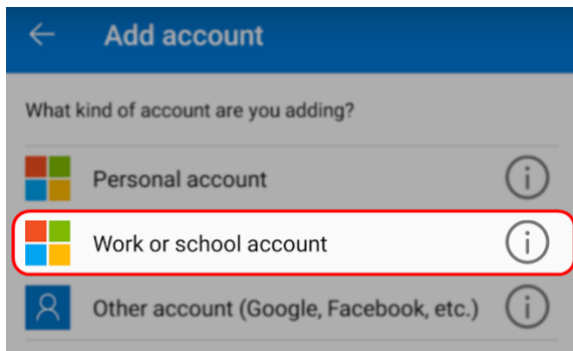 Add account
What kind of account are you adding?
Personal account
Work or school account
Other account (Google, Facebook, etc.)